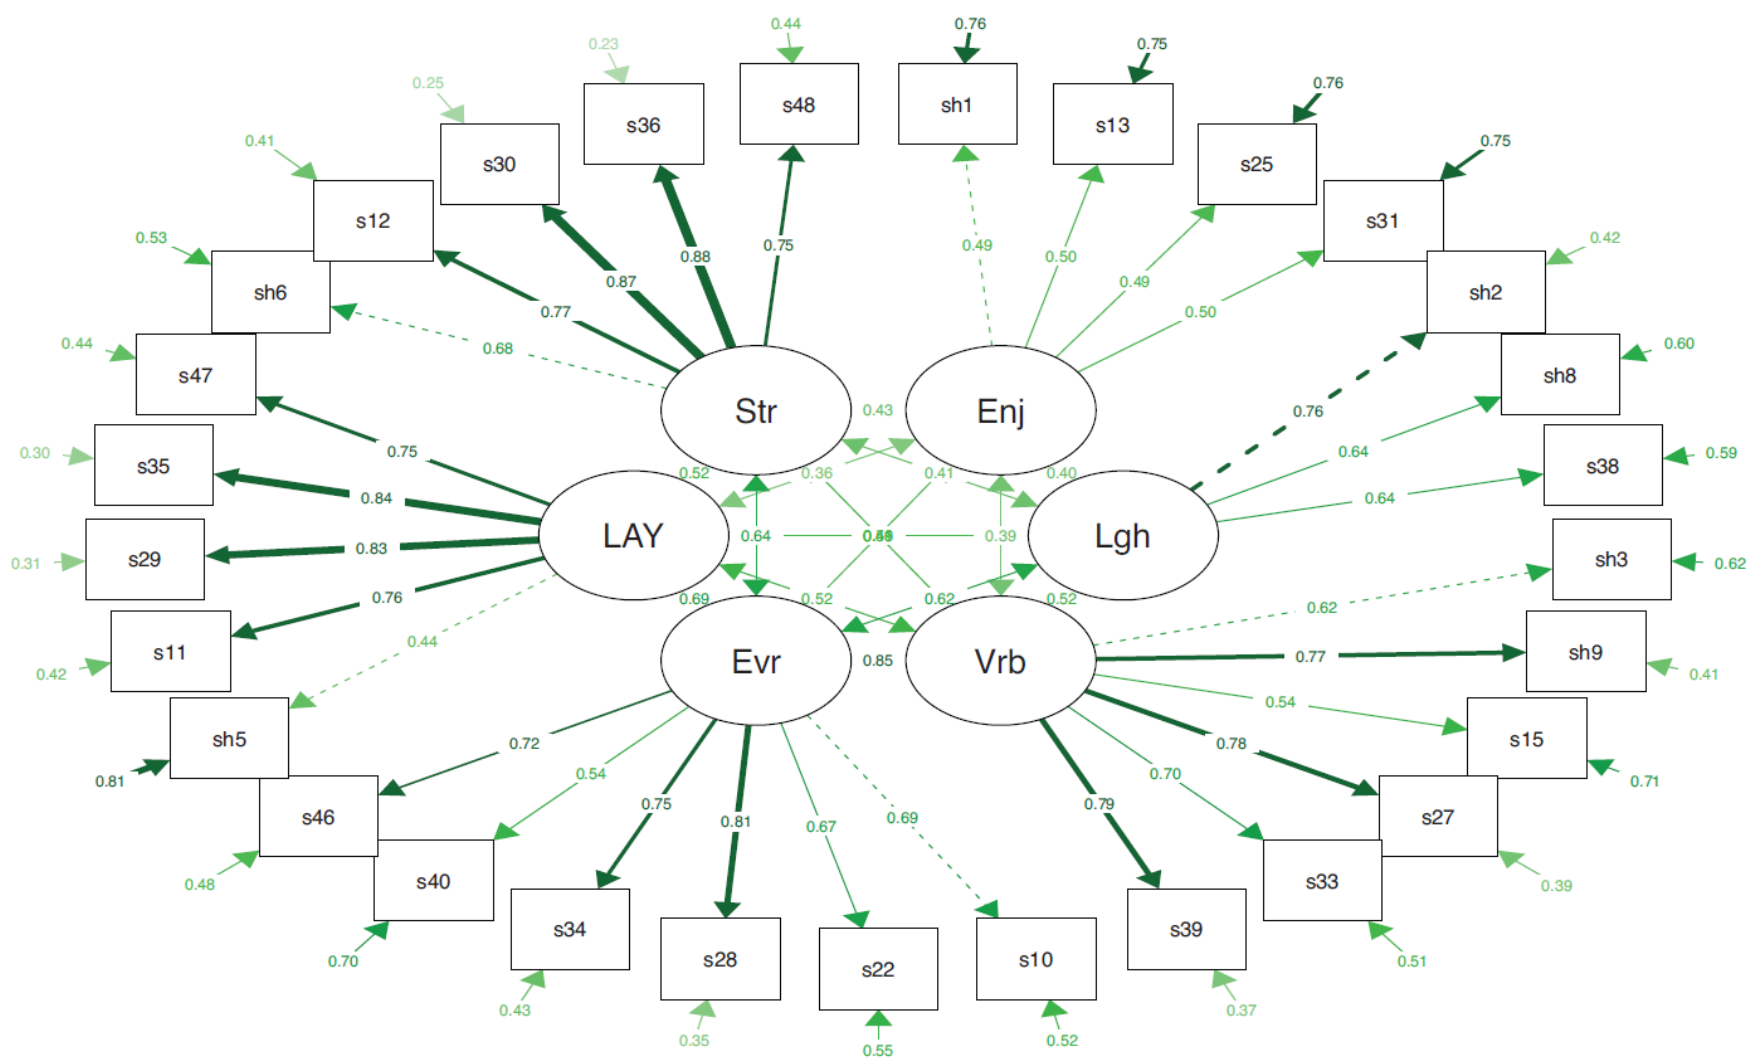 0.44 0.76
0.23 0.75
0.25 0.76
s48 sh1
s36 s13
0.41 0.75
s30 s25
s12 s31
0.53 0.42
0.49 0.75 0.88 0.50
0.87 0.49
sh6 sh2
0.77 0.50
0.44 0.60
0.68
s47 sh8
Str 0.43 Enj 0.76
0.75 0.64
0.30 0.59
s35 s38
0.52 0.36 0.41 0.40
0.84 0.64
LAY 0.64 0.39 Lgh
0.83
0.31 s29 sh3 0.62
0.76 0.69 0.52 0.62 0.52 0.62
0.44
s11 sh9
Evr 0.85 Vrb 0.77
0.42 0.41
0.54
sh5 s15
0.72 0.78
0.81 0.54 0.70 0.71
0.75 0.79
s46 0.81 0.67 0.69 s27
0.48 s40 s33 0.39
s34 s39
0.70 s28 s22 s10 0.51
0.43 0.37
0.35 0.55 0.52